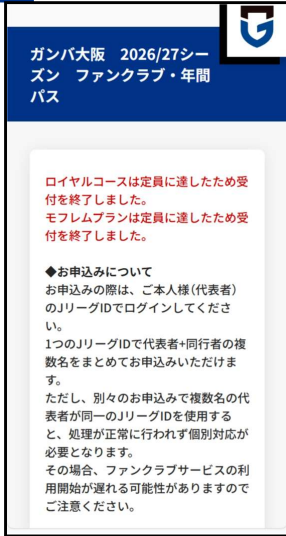 ガンバ大阪　2026/27シー
ズン　ファンクラブ・年間
パス
ロイヤルコースは定員に達したため受
付を終了しました。
モフレムプランは定員に達したため受
付を終了しました。
◆お申込みについて
お申込みの際は、ご本人様(代表者)
のJリーグIDでログインしてくださ
い。
1つのJリーグIDで代表者+同行者の複
数名をまとめてお申込みいただけま
す。
ただし、別々のお申込みで複数名の代
表者が同一のJリーグIDを使用する
と、処理が正常に行われず個別対応が
必要となります。
その場合、ファンクラブサービスの利
用開始が遅れる可能性がありますので
ご注意ください。